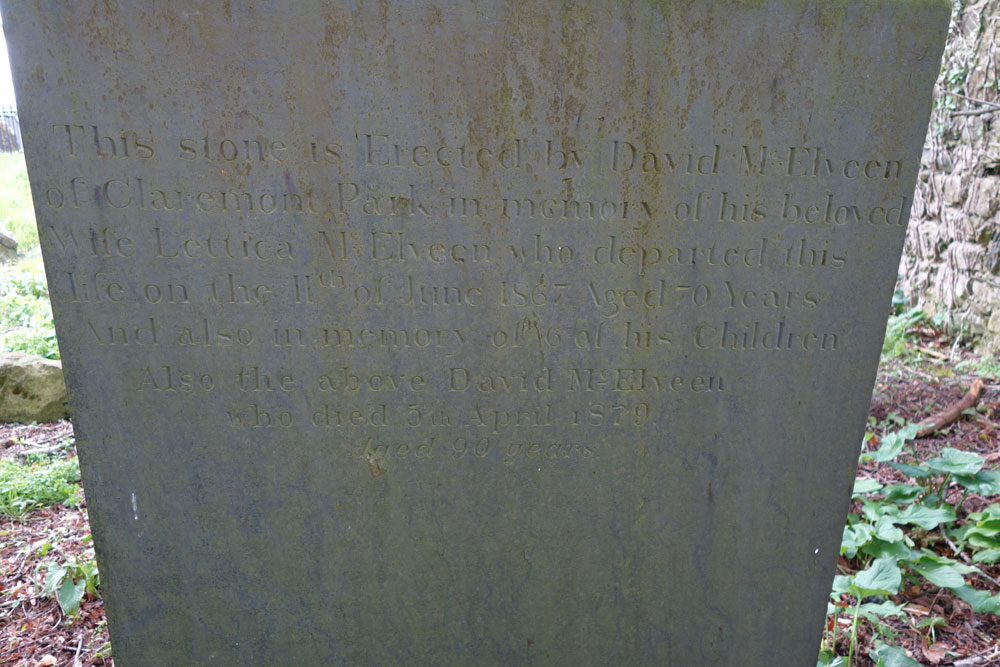 This stone is Erected by David McElveen
of Claremont Park in memory of his beloved
Wife Lettica McElveen who departed this
life on the 11th of June 1867 Aged 70 Years
And also in memory of 6 of his Children
Also the above David McElveen
who died 5th April 1879.
Aged 90 years